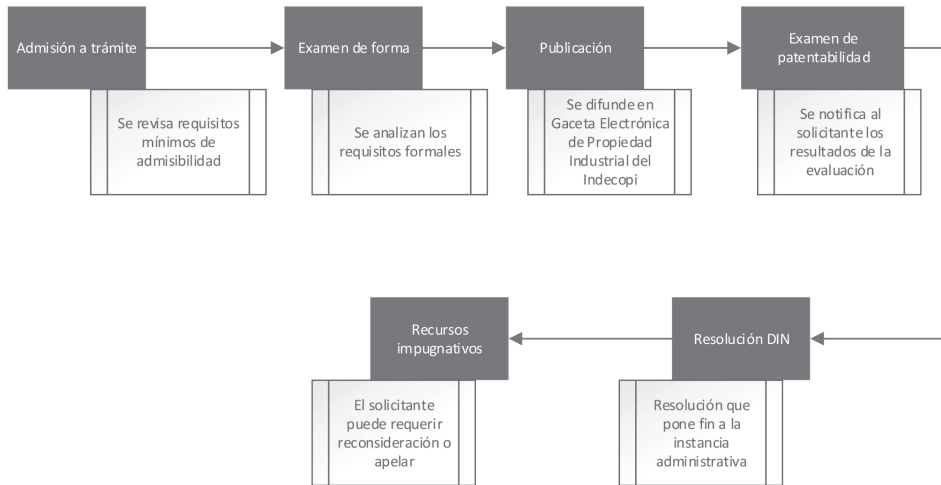 Admisión a trámite
Se revisa requisitos
mínimos de
admisibilidad
Examen de forma
Se analizan los
requisitos formales
Publicación
Se difunde en
Gaceta Electrónica
de Propiedad
Industrial del
Indecopi
Examen de
patentabilidad
Se notifica al
solicitante los
resultados de la
evaluación
Resolución DIN
Resolución que
pone fin a la
instancia
administrativa
Recursos
impugnativos
El solicitante
puede requerir
reconsideración o
apelar